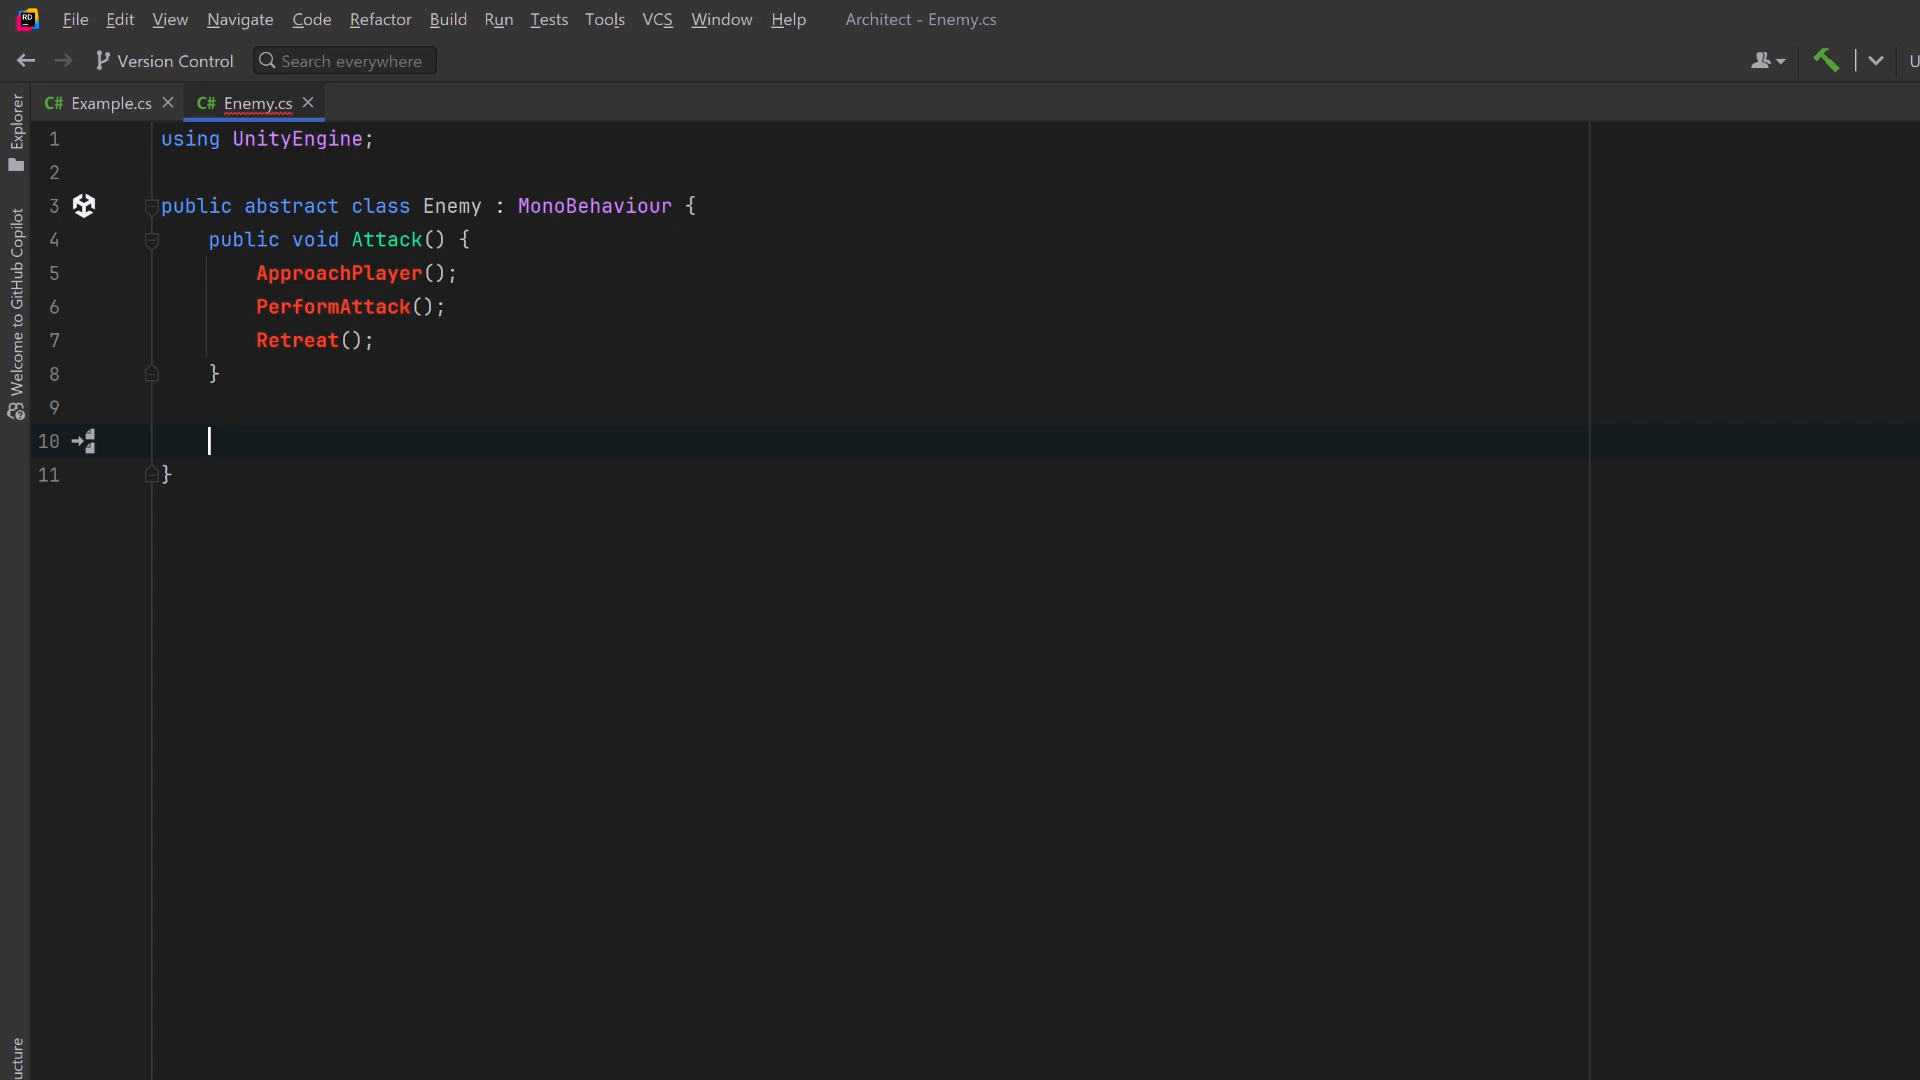 File Edit View Navigate Code Refactor Build Run Tests Tools VCS Window Help Architect - Enemy.cs
Version Control Search everywhere U
C# Example.cs C# Enemy.cs
Explorer
Welcome to GitHub Copilot
ucture
1 using UnityEngine;
2
3 public abstract class Enemy : MonoBehaviour {
4 public void Attack() {
5 ApproachPlayer();
6 PerformAttack();
7 Retreat();
8 }
9
10
11 }